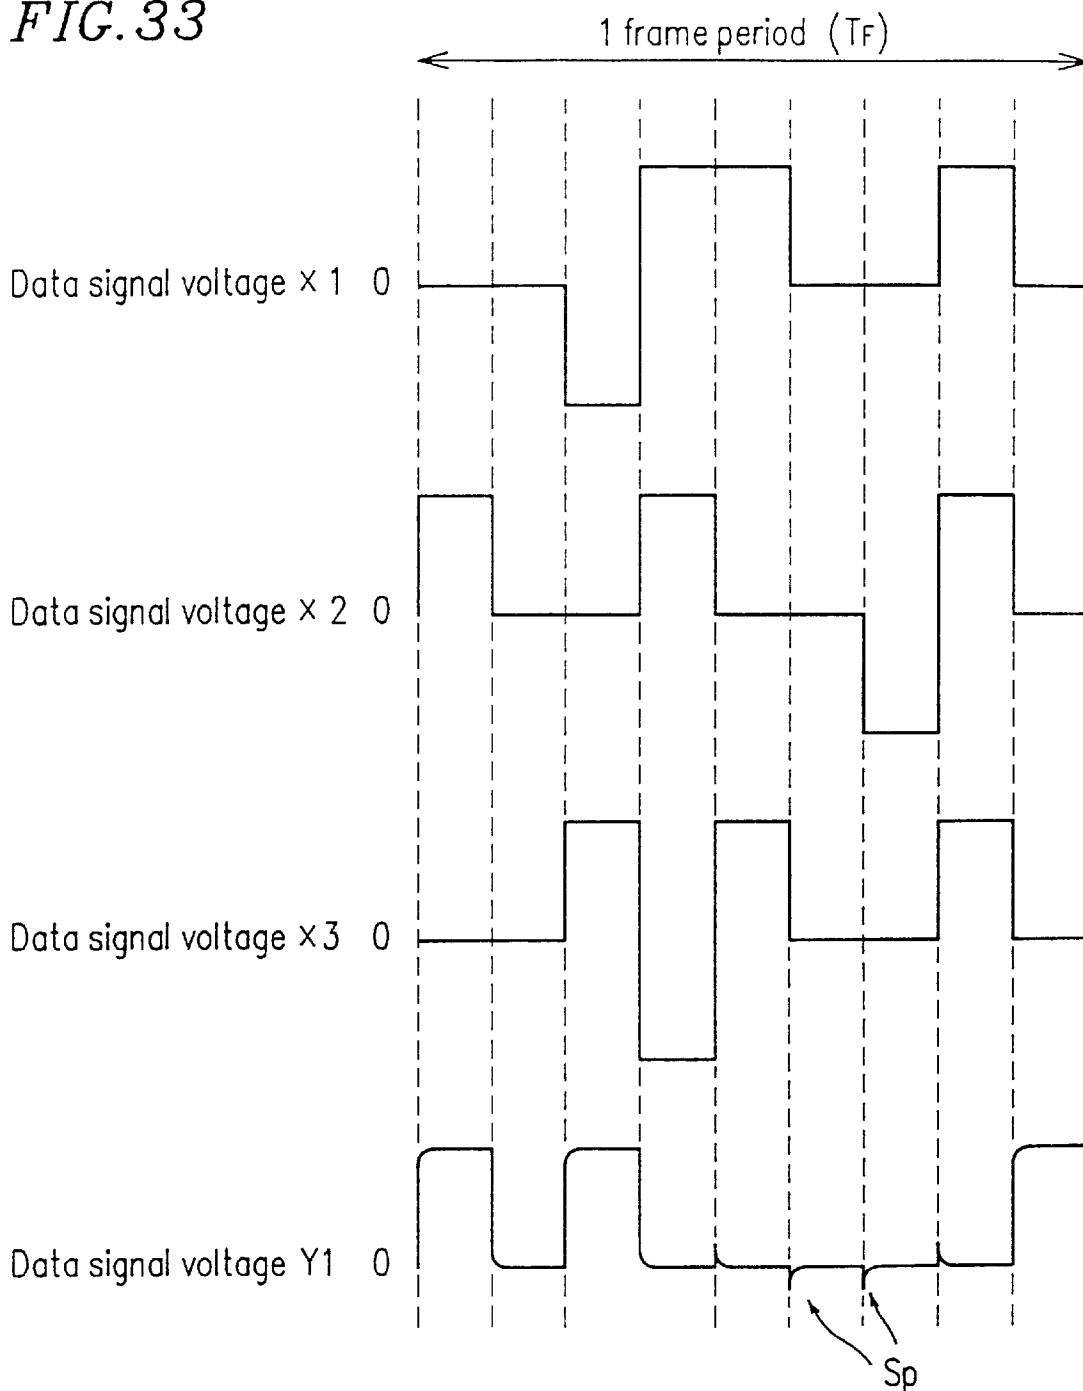 FIG.33
1 frame period (TF)
Data signal voltage X1 0
Data signal voltage X2 0
Data signal voltage X3 0
Data signal voltage Y1 0
Sp